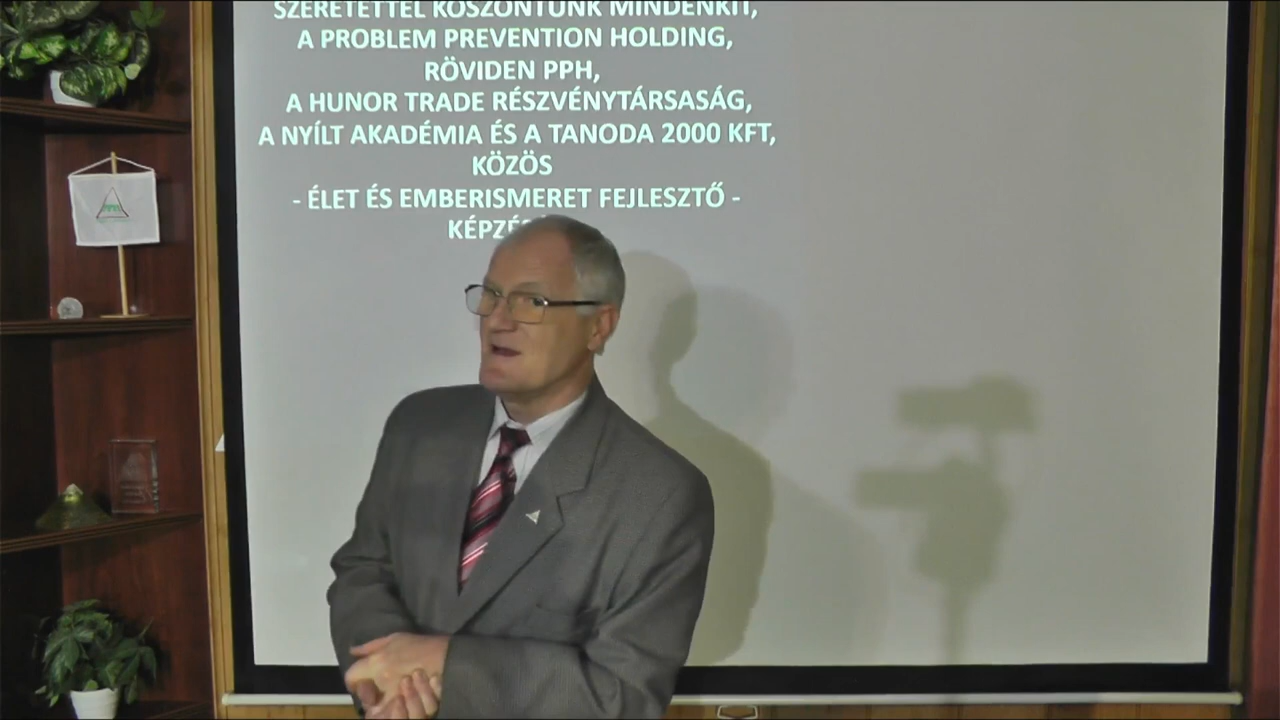 SZERETETTEL KÖSZÖNTÜNK MINDENKIT,
A PROBLEM PREVENTION HOLDING,
RÖVIDEN PPH,
A HUNOR TRADE RÉSZVÉNYTÁRSASÁG,
A NYÍLT AKADÉMIA ÉS A TANODA 2000 KFT,
KÖZÖS
- ÉLET ÉS EMBERISMERET FEJLESZTŐ -